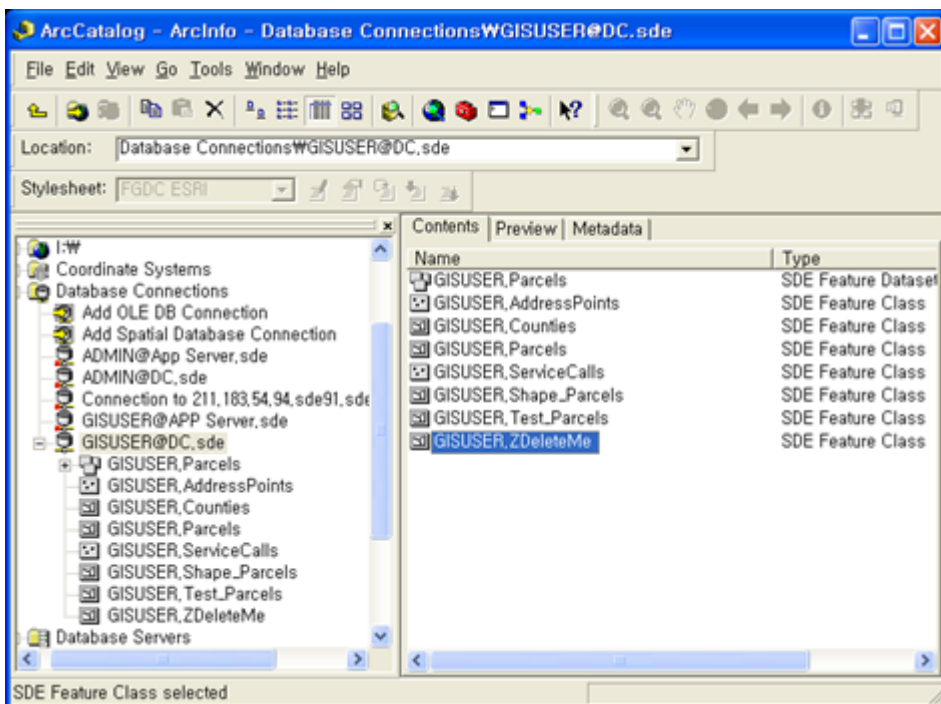 ArcCatalog - ArcInfo - Database Connections₩GISUSER@DC.sde
File Edit View Go Tools Window Help
Location: Database Connections₩GISUSER@DC.sde
Stylesheet: FGDC ESRI
I:₩
Coordinate Systems
Database Connections
Add OLE DB Connection
Add Spatial Database Connection
ADMIN@App Server.sde
ADMIN@DC.sde
Connection to 211.183.54.94.sde91.sde
GISUSER@APP Server.sde
GISUSER@DC.sde
GISUSER.Parcels
GISUSER.AddressPoints
GISUSER.Counties
GISUSER.Parcels
GISUSER.ServiceCalls
GISUSER.Shape_Parcels
GISUSER.Test_Parcels
GISUSER.ZDeleteMe
Database Servers
Contents Preview Metadata
Name Type
GISUSER.Parcels SDE Feature Dataset
GISUSER.AddressPoints SDE Feature Class
GISUSER.Counties SDE Feature Class
GISUSER.Parcels SDE Feature Class
GISUSER.ServiceCalls SDE Feature Class
GISUSER.Shape_Parcels SDE Feature Class
GISUSER.Test_Parcels SDE Feature Class
GISUSER.ZDeleteMe SDE Feature Class
SDE Feature Class selected